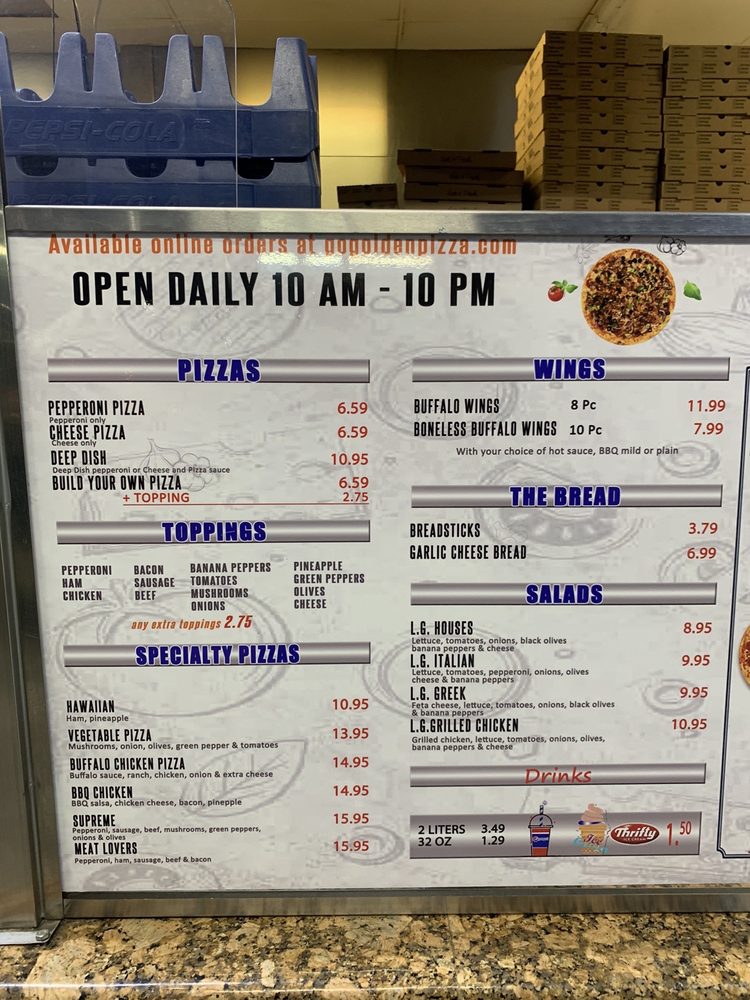 PEPSI-COLA
Available online orders at gogoldenpizza.com
OPEN DAILY 10 AM - 10 PM
PIZZAS
PEPPERONI PIZZA 6.59
Pepperoni only
CHEESE PIZZA 6.59
Cheese only
DEEP DISH 10.95
Deep Dish pepperoni or Cheese and Pizza sauce
BUILD YOUR OWN PIZZA 6.59
+ TOPPING 2.75
TOPPINGS
PEPPERONI BACON BANANA PEPPERS PINEAPPLE
HAM SAUSAGE TOMATOES GREEN PEPPERS
CHICKEN BEEF MUSHROOMS OLIVES
ONIONS CHEESE
any extra toppings 2.75
SPECIALTY PIZZAS
HAWAIIAN 10.95
Ham, pineapple
VEGETABLE PIZZA 13.95
Mushrooms, onion, olives, green pepper & tomatoes
BUFFALO CHICKEN PIZZA 14.95
Buffalo sauce, ranch, chicken, onion & extra cheese
BBQ CHICKEN 14.95
BBQ salsa, chicken cheese, bacon, pinepple
SUPREME 15.95
Pepperoni, sausage, beef, mushrooms, green peppers,
onions & olives
MEAT LOVERS 15.95
Pepperoni, ham, sausage, beef & bacon
WINGS
BUFFALO WINGS 8 Pc 11.99
BONELESS BUFFALO WINGS 10 Pc 7.99
With your choice of hot sauce, BBQ mild or plain
THE BREAD
BREADSTICKS 3.79
GARLIC CHEESE BREAD 6.99
SALADS
L.G. HOUSES 8.95
Lettuce, tomatoes, onions, black olives
banana peppers & cheese
L.G. ITALIAN 9.95
Lettuce, tomatoes, pepperoni, onions, olives
cheese & banana peppers
L.G. GREEK 9.95
Feta cheese, lettuce, tomatoes, onions, black olives
& banana peppers
L.G.GRILLED CHICKEN 10.95
Grilled chicken, lettuce, tomatoes, onions, olives,
banana peppers & cheese
Drinks
2 LITERS 3.49
32 OZ 1.29
Ice
Thrifty
ICE CREAM
1.50